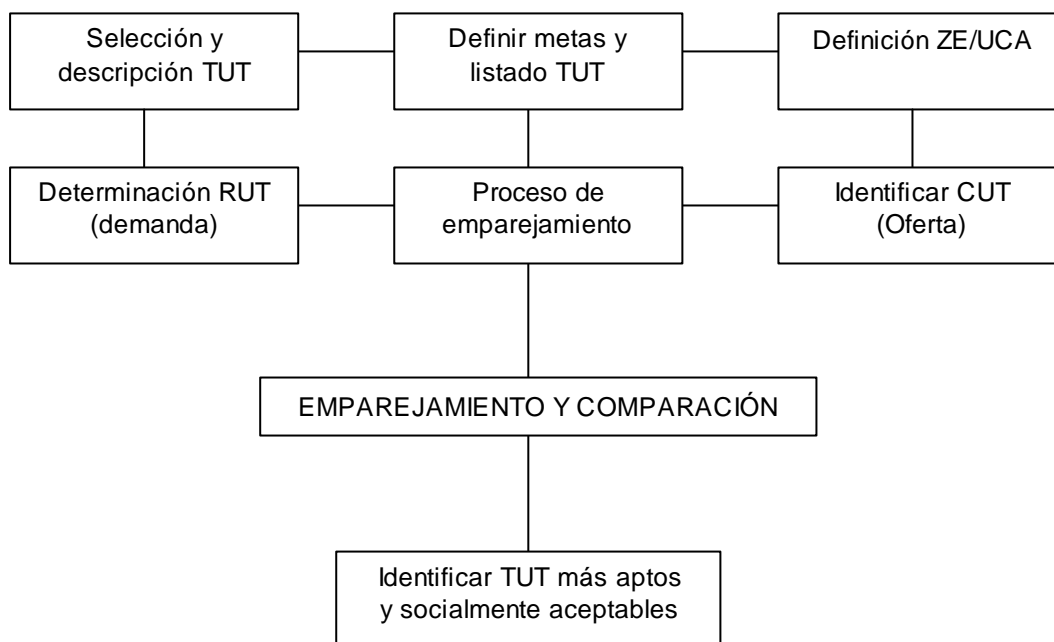 Selección y
descripción TUT
Definir metas y
listado TUT
Definición ZE/UCA
Determinación RUT
(demanda)
Proceso de
emparejamiento
Identificar CUT
(Oferta)
EMPAREJAMIENTO Y COMPARACIÓN
Identificar TUT más aptos
y socialmente aceptables